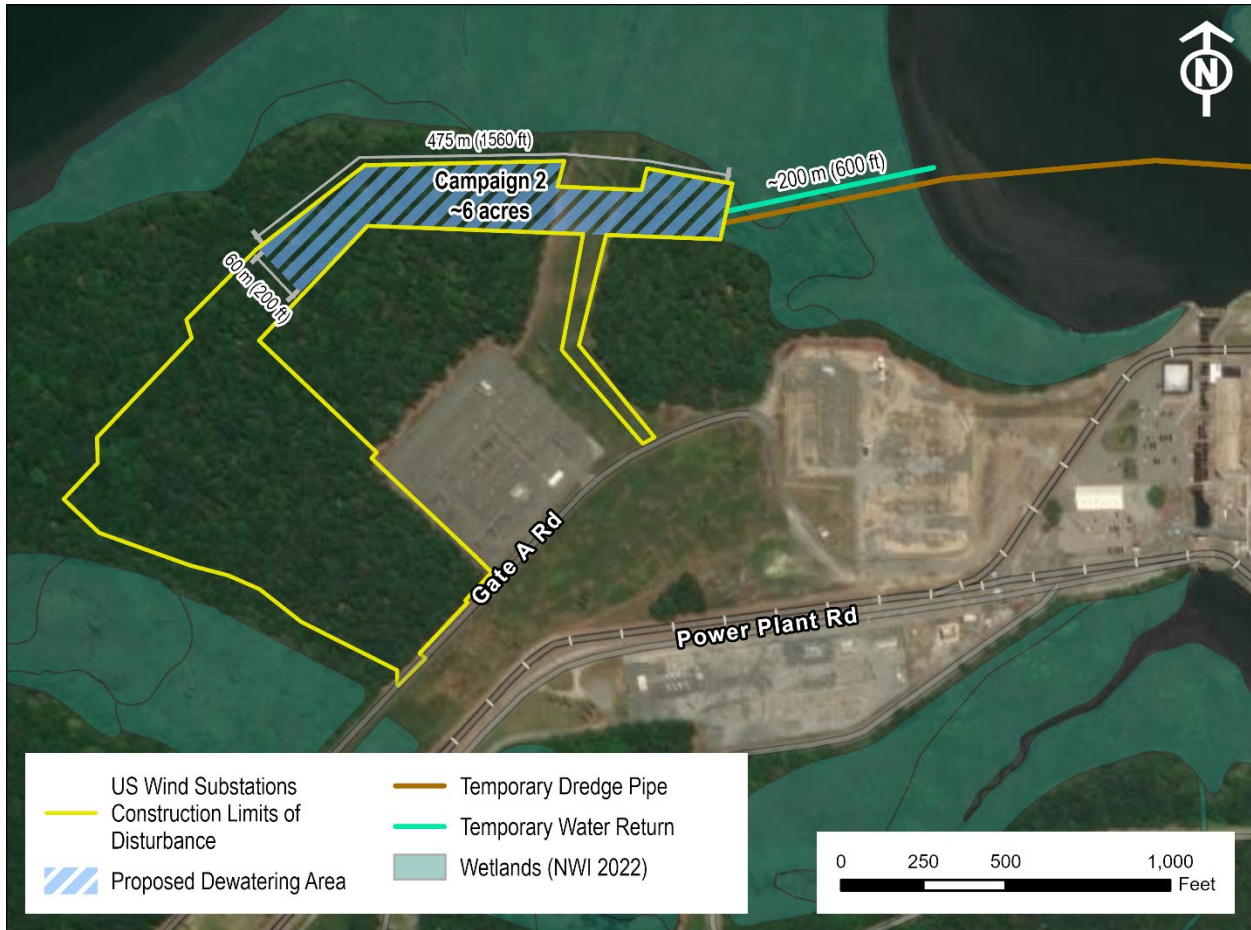 N
475 m (1560 ft)
Campaign 2
~6 acres
~200 m (600 ft)
60 m (200 ft)
Gate A Rd
Power Plant Rd
US Wind Substations
Construction Limits of
Disturbance
Proposed Dewatering Area
Temporary Dredge Pipe
Temporary Water Return
Wetlands (NWI 2022)
0 250 500 1,000
Feet